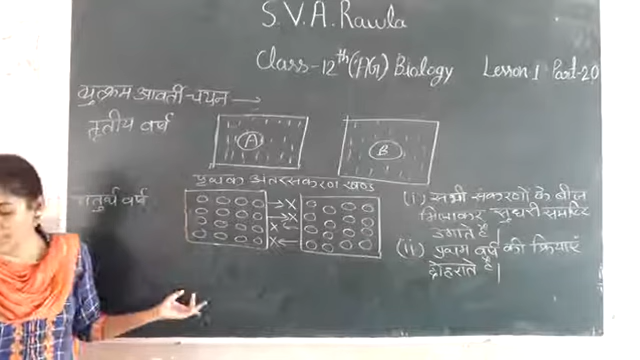 S.V.A. Rawla
Class-12th (AG) Biology
Lesson 1 Part-20
व्युत्क्रम आवर्ती चयन →
तृतीय वर्ष
A
B
पृथक अंतरसंकरण खण्ड
चतुर्थ वर्ष
(i) सभी संकरणों के बीज
मिलाकर सुधरी समष्टि
उगाते है।
(ii) प्रथम वर्ष की क्रियाएं
दोहराते है।